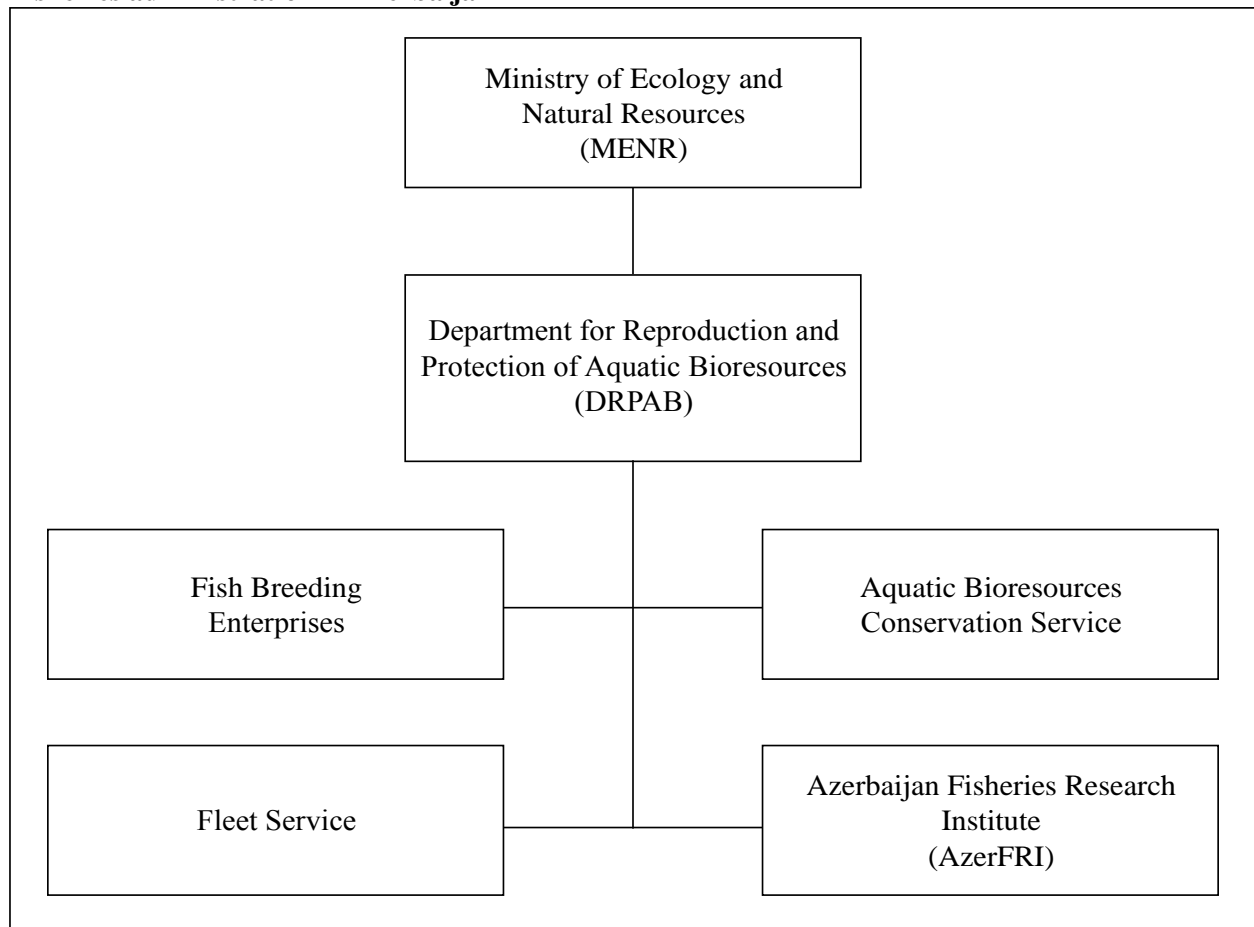 Ministry of Ecology and
Natural Resources
(MENR)
Department for Reproduction and
Protection of Aquatic Bioresources
(DRPAB)
Fish Breeding
Enterprises
Aquatic Bioresources
Conservation Service
Fleet Service
Azerbaijan Fisheries Research
Institute
(AzerFRI)